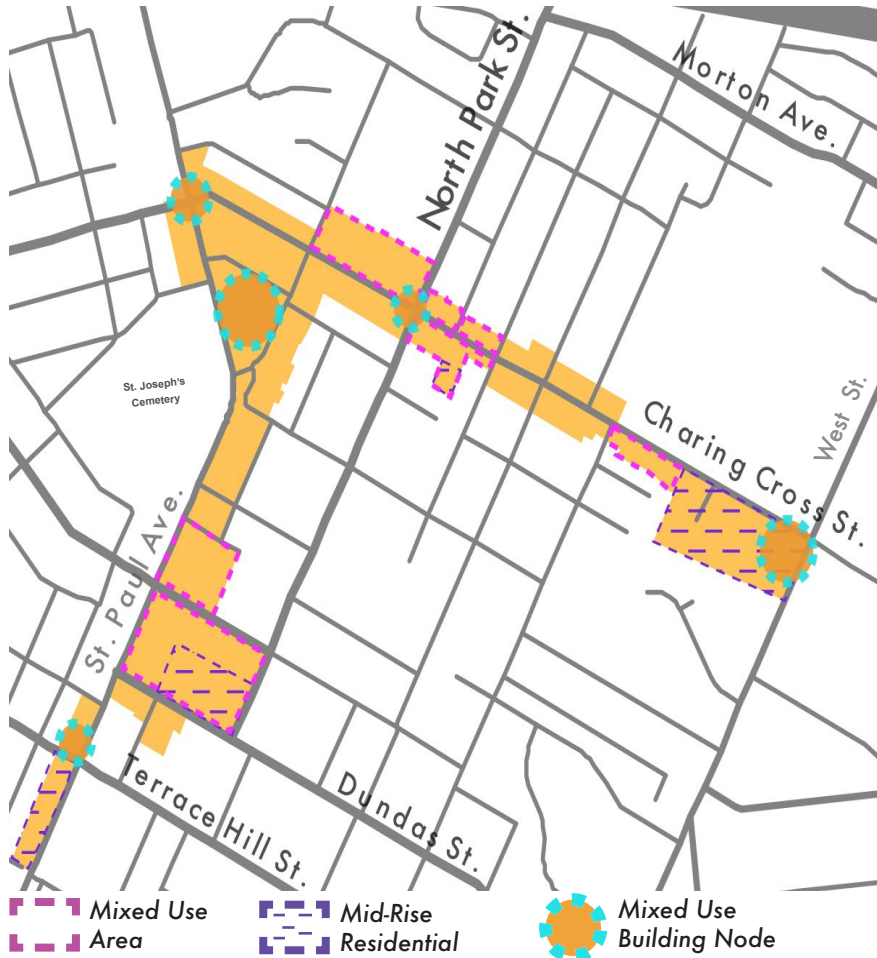 North Park St.
Morton Ave.
St. Joseph's
Cemetery
Charing Cross St.
West St.
St. Paul Ave.
Terrace Hill St.
Dundas St.
Mixed Use
Area
Mid-Rise
Residential
Mixed Use
Building Node